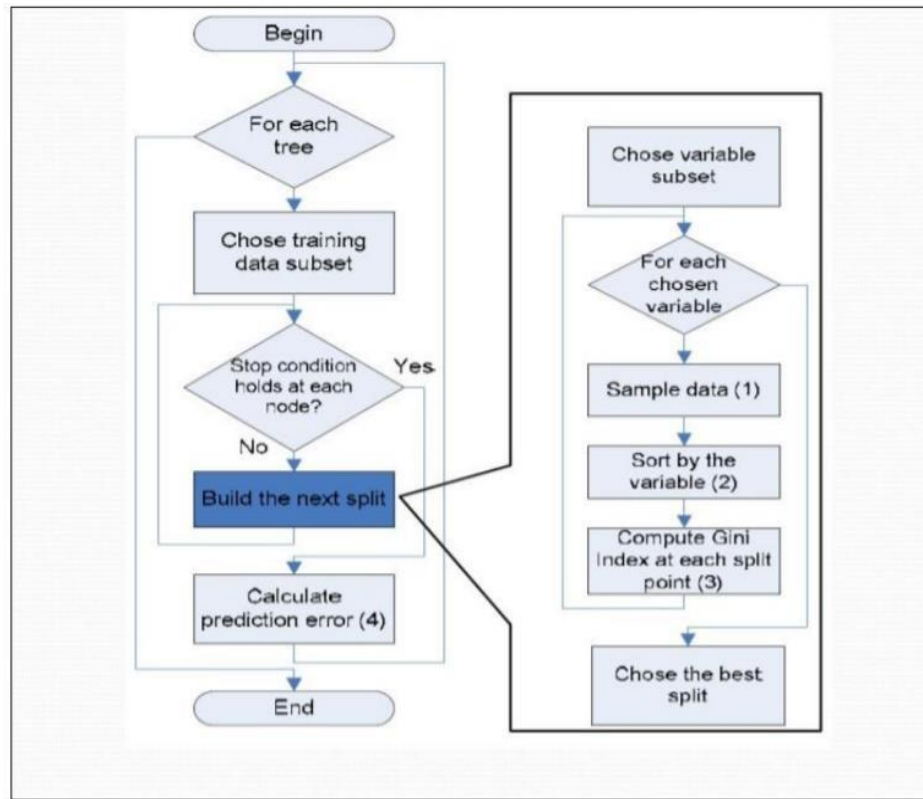 Begin
For each
tree
Chose training
data subset
Stop condition
holds at each
node?
Yes
No
Build the next split
Calculate
prediction error (4)
End
Chose variable
subset
For each
chosen
variable
Sample data (1)
Sort by the
variable (2)
Compute Gini
Index at each split
point (3)
Chose the best
split